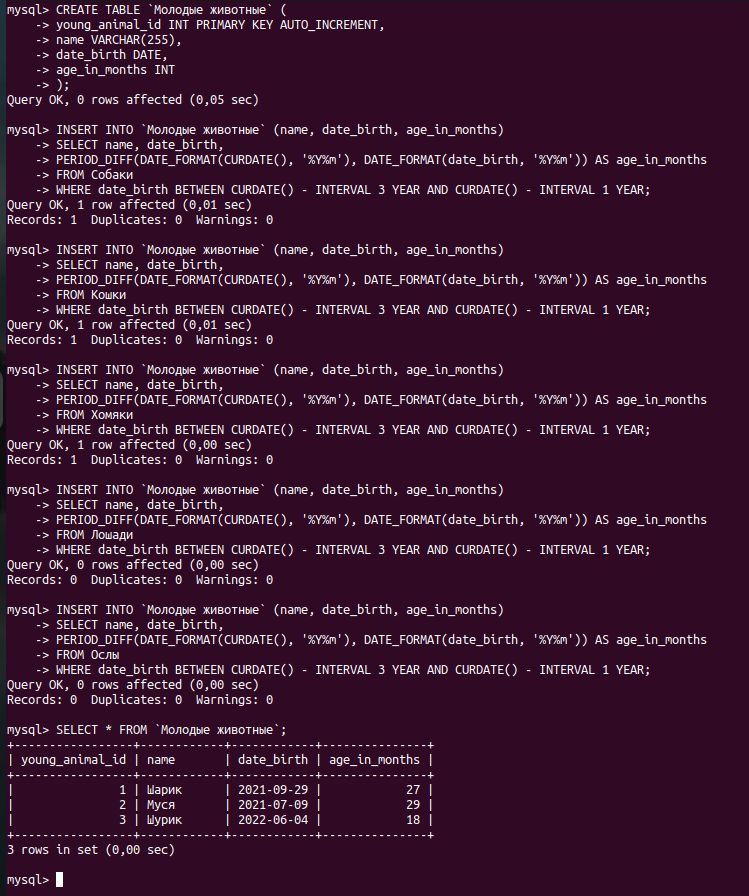 mysql> CREATE TABLE `Молодые животные` (
    -> young_animal_id INT PRIMARY KEY AUTO_INCREMENT,
    -> name VARCHAR(255),
    -> date_birth DATE,
    -> age_in_months INT
    -> );
Query OK, 0 rows affected (0,05 sec)

mysql> INSERT INTO `Молодые животные` (name, date_birth, age_in_months)
    -> SELECT name, date_birth,
    -> PERIOD_DIFF(DATE_FORMAT(CURDATE(), '%Y%m'), DATE_FORMAT(date_birth, '%Y%m')) AS age_in_months
    -> FROM Собаки
    -> WHERE date_birth BETWEEN CURDATE() - INTERVAL 3 YEAR AND CURDATE() - INTERVAL 1 YEAR;
Query OK, 1 row affected (0,01 sec)
Records: 1  Duplicates: 0  Warnings: 0

mysql> INSERT INTO `Молодые животные` (name, date_birth, age_in_months)
    -> SELECT name, date_birth,
    -> PERIOD_DIFF(DATE_FORMAT(CURDATE(), '%Y%m'), DATE_FORMAT(date_birth, '%Y%m')) AS age_in_months
    -> FROM Кошки
    -> WHERE date_birth BETWEEN CURDATE() - INTERVAL 3 YEAR AND CURDATE() - INTERVAL 1 YEAR;
Query OK, 1 row affected (0,01 sec)
Records: 1  Duplicates: 0  Warnings: 0

mysql> INSERT INTO `Молодые животные` (name, date_birth, age_in_months)
    -> SELECT name, date_birth,
    -> PERIOD_DIFF(DATE_FORMAT(CURDATE(), '%Y%m'), DATE_FORMAT(date_birth, '%Y%m')) AS age_in_months
    -> FROM Хомяки
    -> WHERE date_birth BETWEEN CURDATE() - INTERVAL 3 YEAR AND CURDATE() - INTERVAL 1 YEAR;
Query OK, 1 row affected (0,00 sec)
Records: 1  Duplicates: 0  Warnings: 0

mysql> INSERT INTO `Молодые животные` (name, date_birth, age_in_months)
    -> SELECT name, date_birth,
    -> PERIOD_DIFF(DATE_FORMAT(CURDATE(), '%Y%m'), DATE_FORMAT(date_birth, '%Y%m')) AS age_in_months
    -> FROM Лошади
    -> WHERE date_birth BETWEEN CURDATE() - INTERVAL 3 YEAR AND CURDATE() - INTERVAL 1 YEAR;
Query OK, 0 rows affected (0,00 sec)
Records: 0  Duplicates: 0  Warnings: 0

mysql> INSERT INTO `Молодые животные` (name, date_birth, age_in_months)
    -> SELECT name, date_birth,
    -> PERIOD_DIFF(DATE_FORMAT(CURDATE(), '%Y%m'), DATE_FORMAT(date_birth, '%Y%m')) AS age_in_months
    -> FROM Ослы
    -> WHERE date_birth BETWEEN CURDATE() - INTERVAL 3 YEAR AND CURDATE() - INTERVAL 1 YEAR;
Query OK, 0 rows affected (0,00 sec)
Records: 0  Duplicates: 0  Warnings: 0

mysql> SELECT * FROM `Молодые животные`;
+-----------------+------------+------------+---------------+
| young_animal_id | name       | date_birth | age_in_months |
+-----------------+------------+------------+---------------+
|               1 | Шарик      | 2021-09-29 |            27 |
|               2 | Муся       | 2021-07-09 |            29 |
|               3 | Шурик      | 2022-06-04 |            18 |
+-----------------+------------+------------+---------------+
3 rows in set (0,00 sec)

mysql>